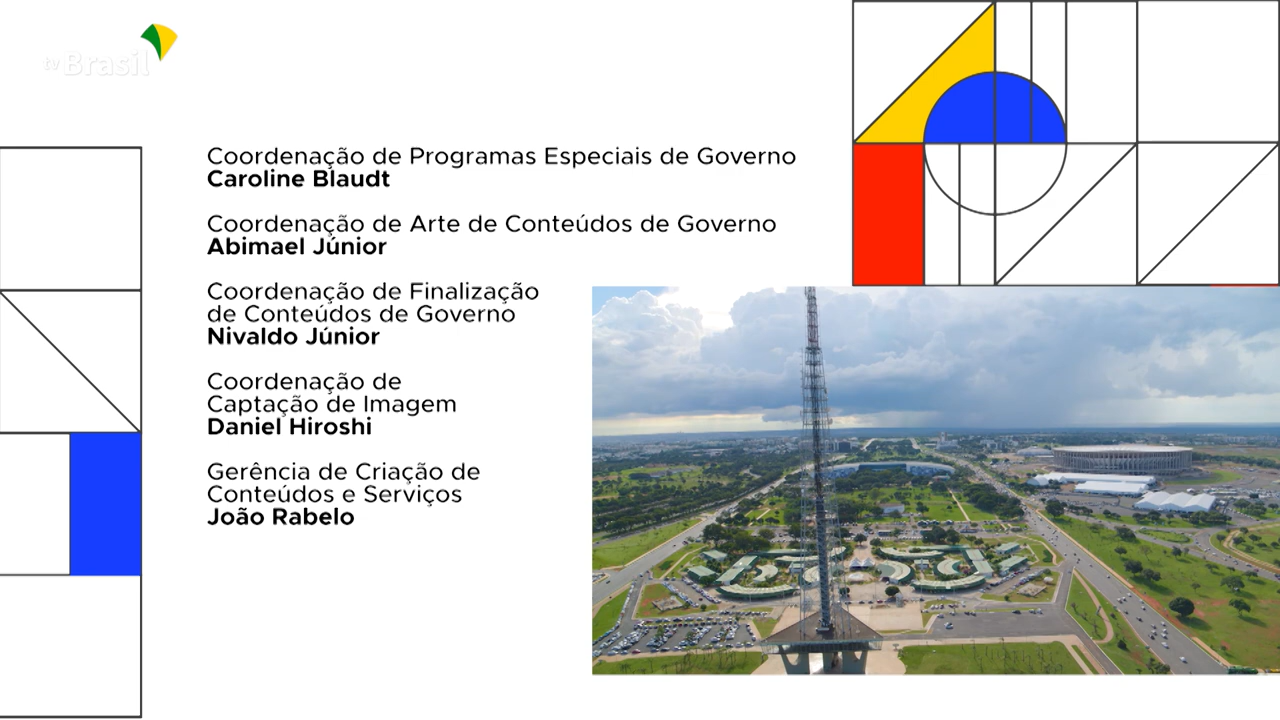 tv Brasil
Coordenação de Programas Especiais de Governo
Caroline Blaudt
Coordenação de Arte de Conteúdos de Governo
Abimael Júnior
Coordenação de Finalização
de Conteúdos de Governo
Nivaldo Júnior
Coordenação de
Captação de Imagem
Daniel Hiroshi
Gerência de Criação de
Conteúdos e Serviços
João Rabelo